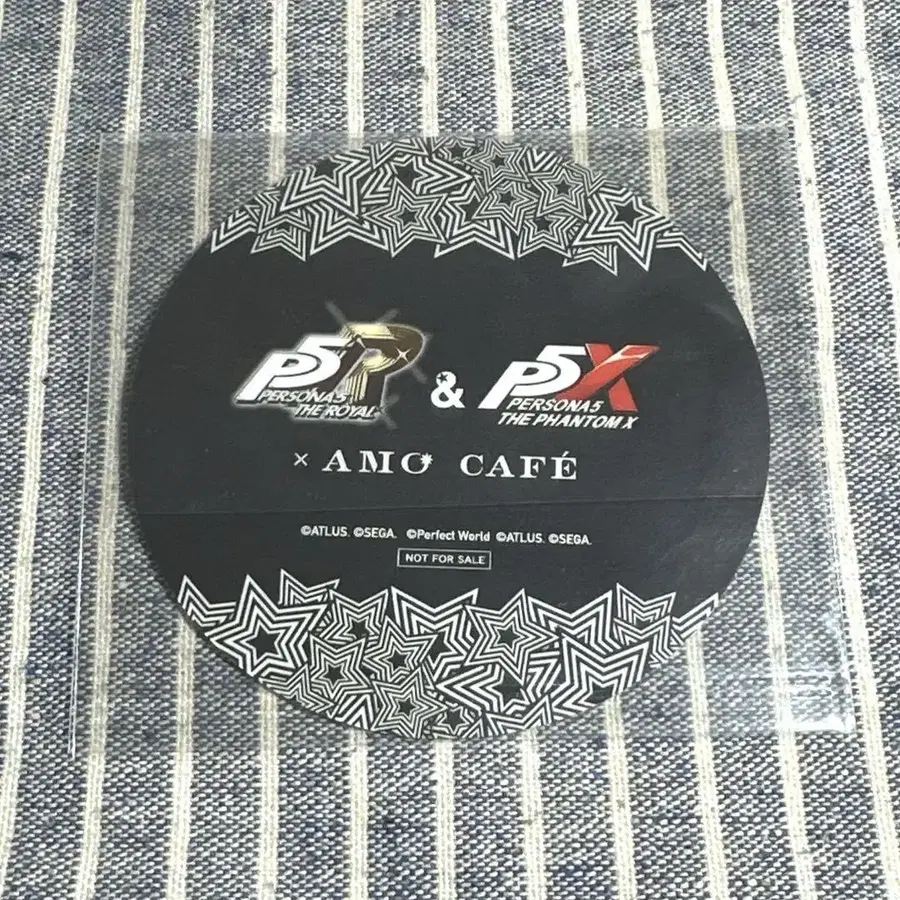 P5R & P5X
PERSONA5 THE ROYAL
PERSONA5 THE PHANTOM X
× AMO CAFÉ
©ATLUS. ©SEGA. ©Perfect World ©ATLUS. ©SEGA.
NOT FOR SALE